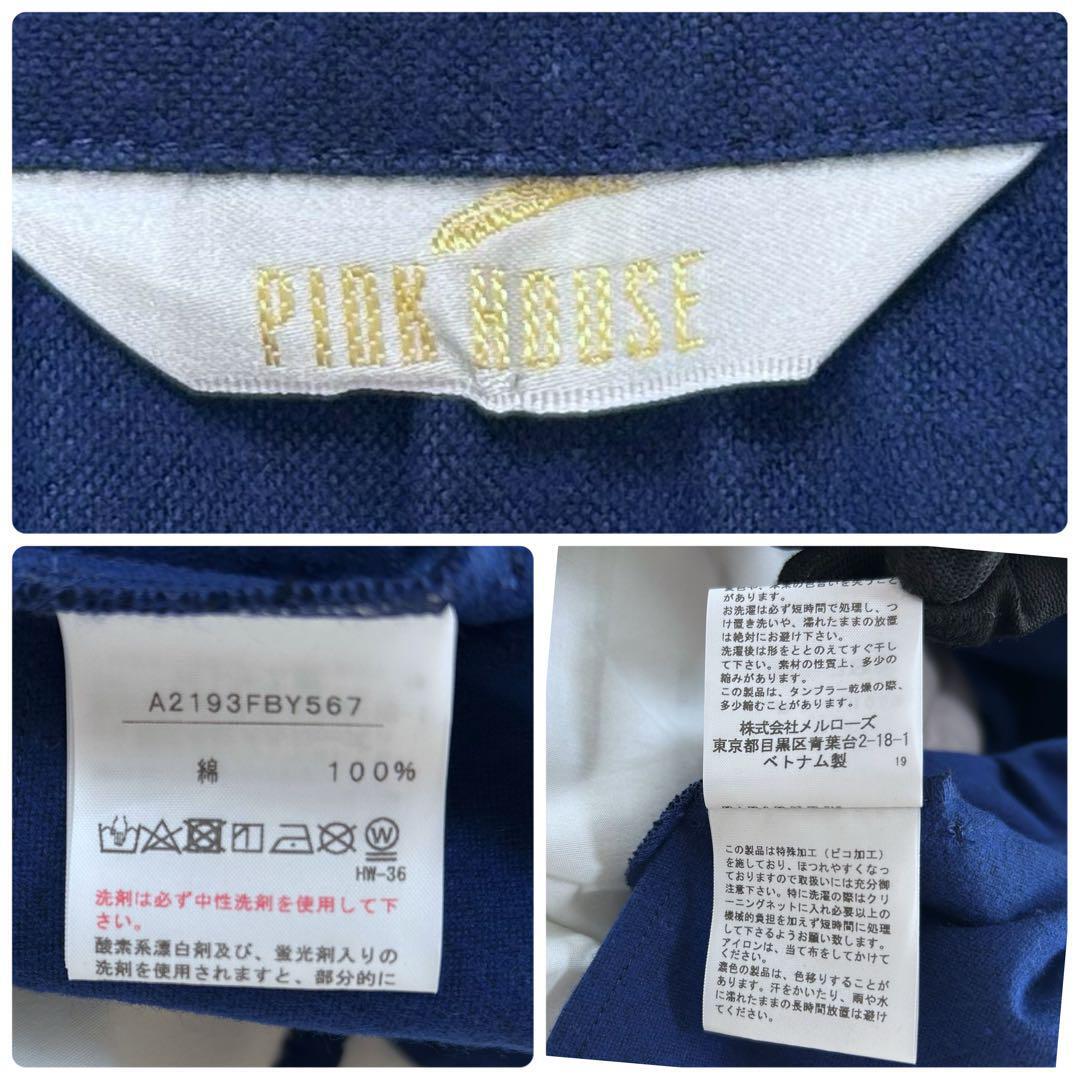 PINK HOUSE
A2193FBY567
綿 100%
W
HW-36
洗剤は必ず中性洗剤を使用して下
さい。
酸素系漂白剤及び、蛍光剤入りの
洗剤を使用されますと、部分的に
があります。
お洗濯は必ず短時間で処理し、つ
け置き洗いや、濡れたままの放置
は絶対にお避け下さい。
洗濯後は形をととのえてすぐ干し
て下さい。素材の性質上、多少の
縮みがあります。
この製品は、タンブラー乾燥の際、
多少縮むことがあります。
株式会社メルローズ
東京都目黒区青葉台2-18-1
ベトナム製 19
この製品は特殊加工（ピコ加工）
を施しており、ほつれやすくなっ
ておりますので取扱いには充分御
注意下さい。特に洗濯の際はクリ
ーニングネットに入れ必要以上の
機械的負担を加えず短時間に処理
して下さるようお願い致します。
アイロンは、当て布をしてかけて
ください。
濃色の製品は、色移りすることが
あります。汗をかいたり、雨や水
に濡れたままの長時間放置は避け
てください。